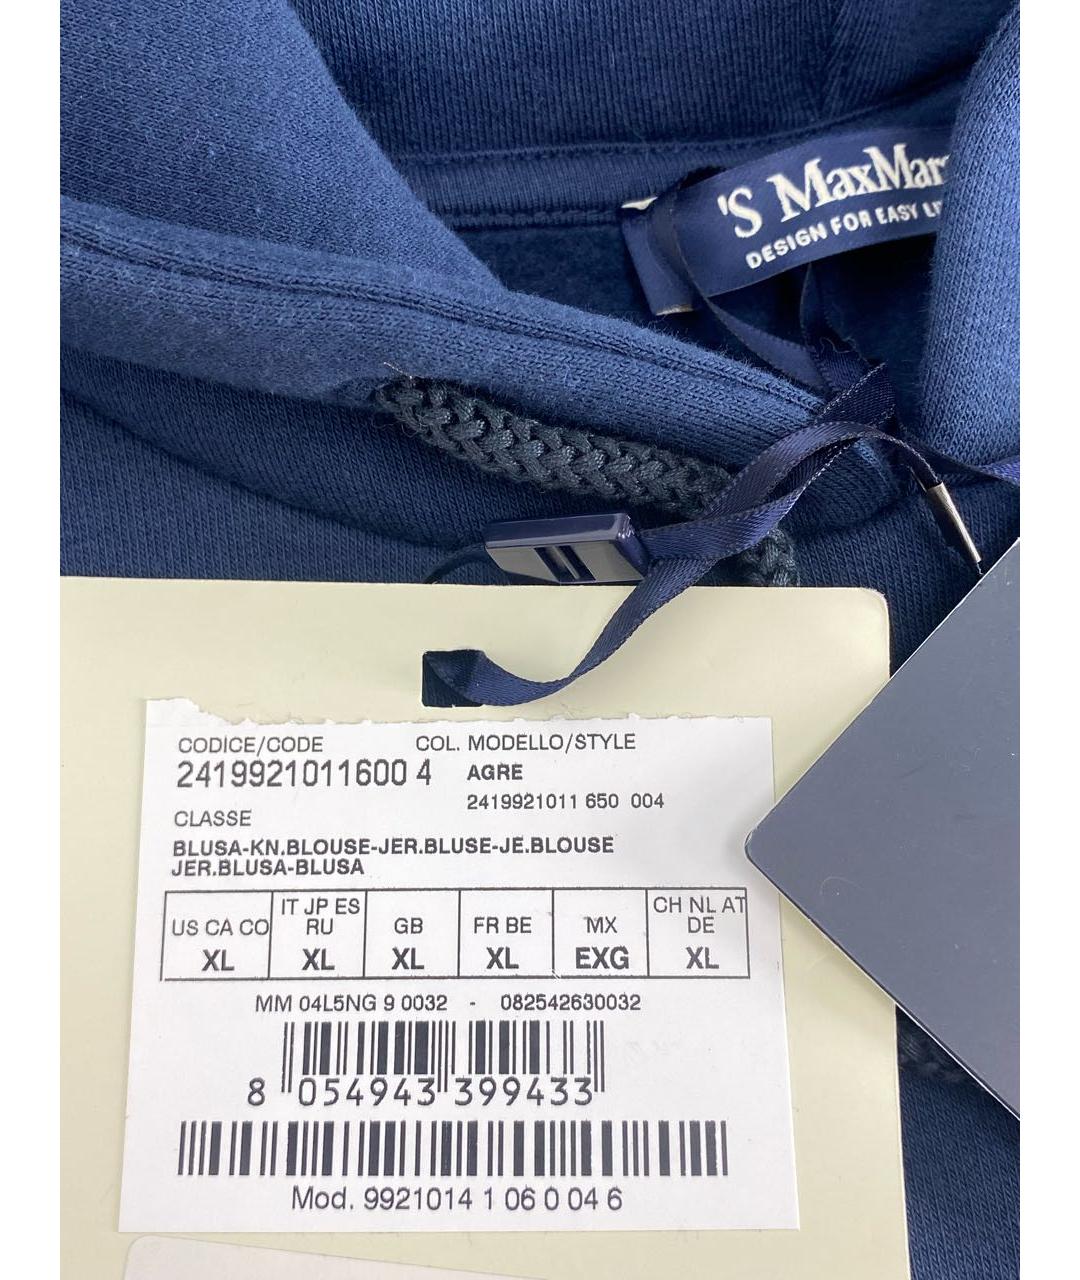 'S MaxMar
DESIGN FOR EASY
CODICE/CODE COL. MODELLO/STYLE
2419921011600 4 AGRE
2419921011 650 004
CLASSE
BLUSA-KN.BLOUSE-JER.BLUSE-JE.BLOUSE
JER.BLUSA-BLUSA
US CA CO IT JP ES RU GB FR BE MX CH NL AT DE
XL XL XL XL EXG XL
MM 04L5NG 9 0032 - 082542630032
8 054943 399433
Mod. 9921014 1 06 0 04 6